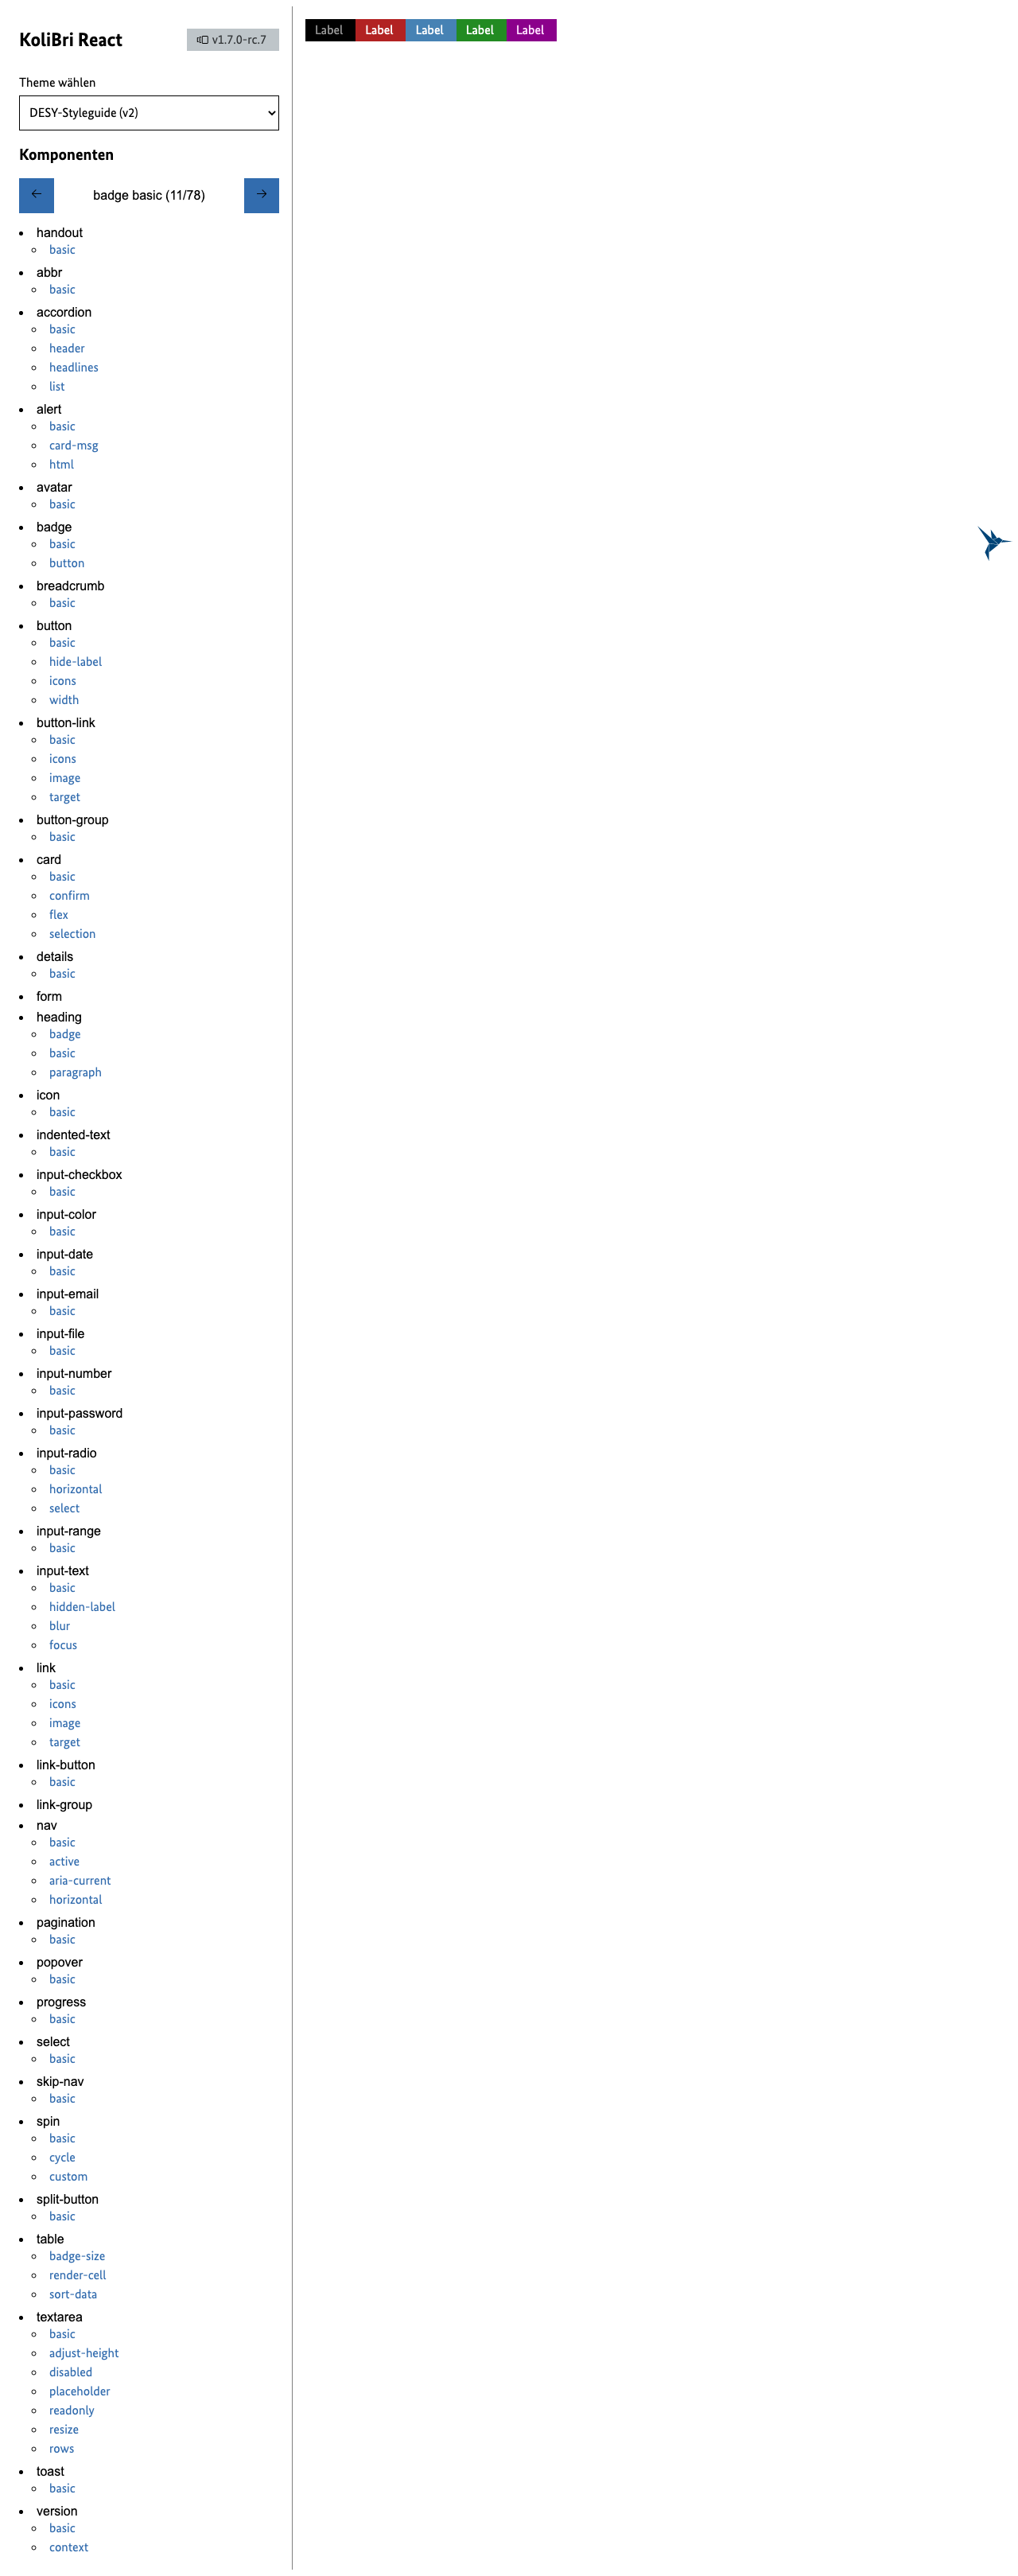 KoliBri React
v1.7.0-rc.7
Theme wählen
DESY-Styleguide (v2)
Komponenten
badge basic (11/78)
handout
basic
abbr
basic
accordion
basic
header
headlines
list
alert
basic
card-msg
html
avatar
basic
badge
basic
button
breadcrumb
basic
button
basic
hide-label
icons
width
button-link
basic
icons
image
target
button-group
basic
card
basic
confirm
flex
selection
details
basic
form
heading
badge
basic
paragraph
icon
basic
indented-text
basic
input-checkbox
basic
input-color
basic
input-date
basic
input-email
basic
input-file
basic
input-number
basic
input-password
basic
input-radio
basic
horizontal
select
input-range
basic
input-text
basic
hidden-label
blur
focus
link
basic
icons
image
target
link-button
basic
link-group
nav
basic
active
aria-current
horizontal
pagination
basic
popover
basic
progress
basic
select
basic
skip-nav
basic
spin
basic
cycle
custom
split-button
basic
table
badge-size
render-cell
sort-data
textarea
basic
adjust-height
disabled
placeholder
readonly
resize
rows
toast
basic
version
basic
context
Label Label Label Label Label